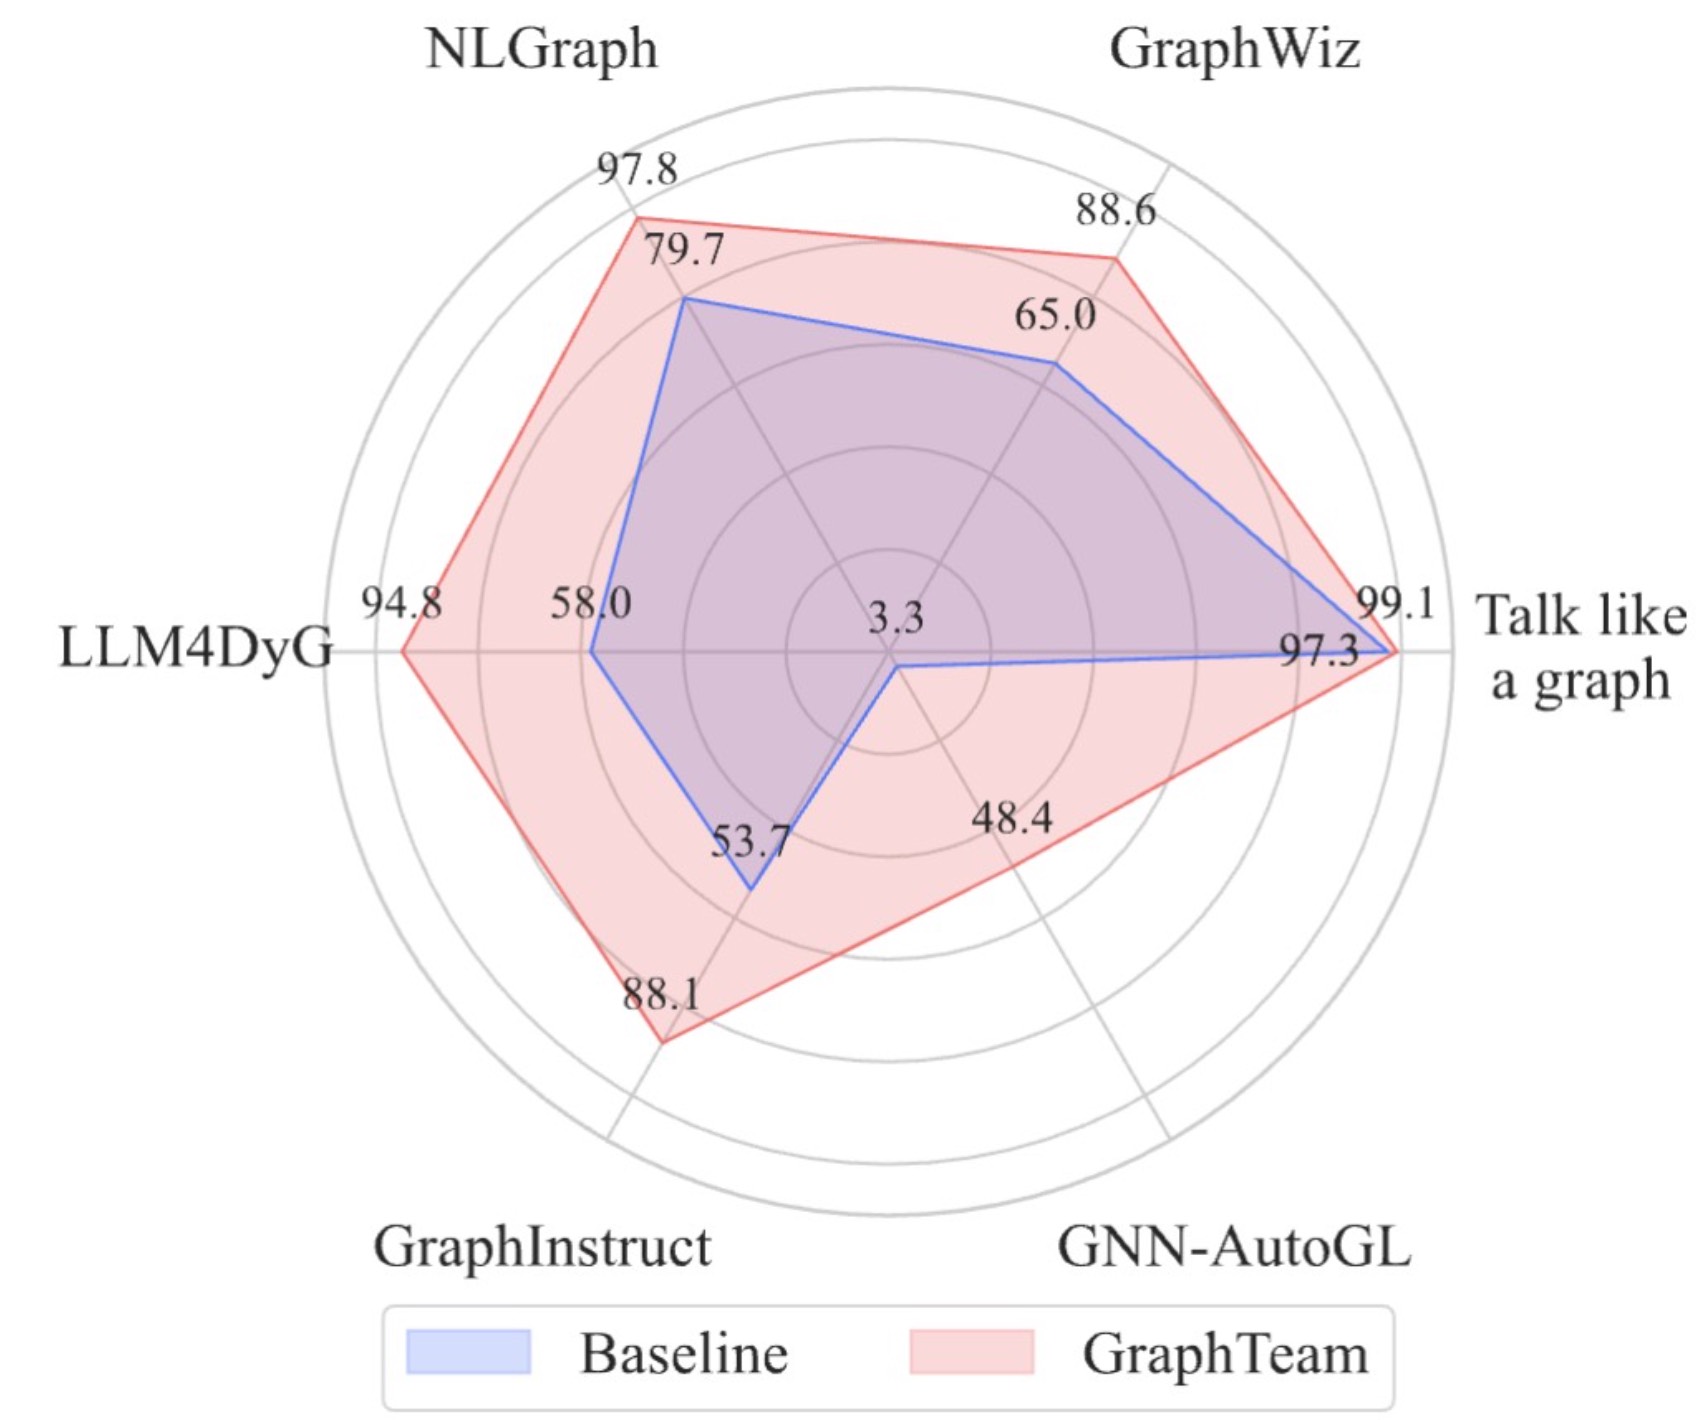 NLGraph
GraphWiz
97.8
88.6
79.7
65.0
94.8
58.0
3.3
99.1
97.3
LLM4DyG
Talk like
a graph
48.4
53.7
88.1
GraphInstruct
GNN-AutoGL
Baseline
GraphTeam